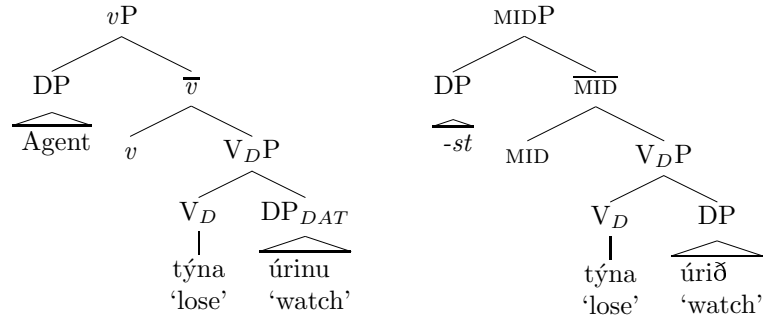 vP MIDP
DP v̅ DP M̅I̅D̅
Agent v V_DP -st MID V_DP
V_D DP_DAT V_D DP
týna úrinu týna úrið
‘lose’ ‘watch’ ‘lose’ ‘watch’